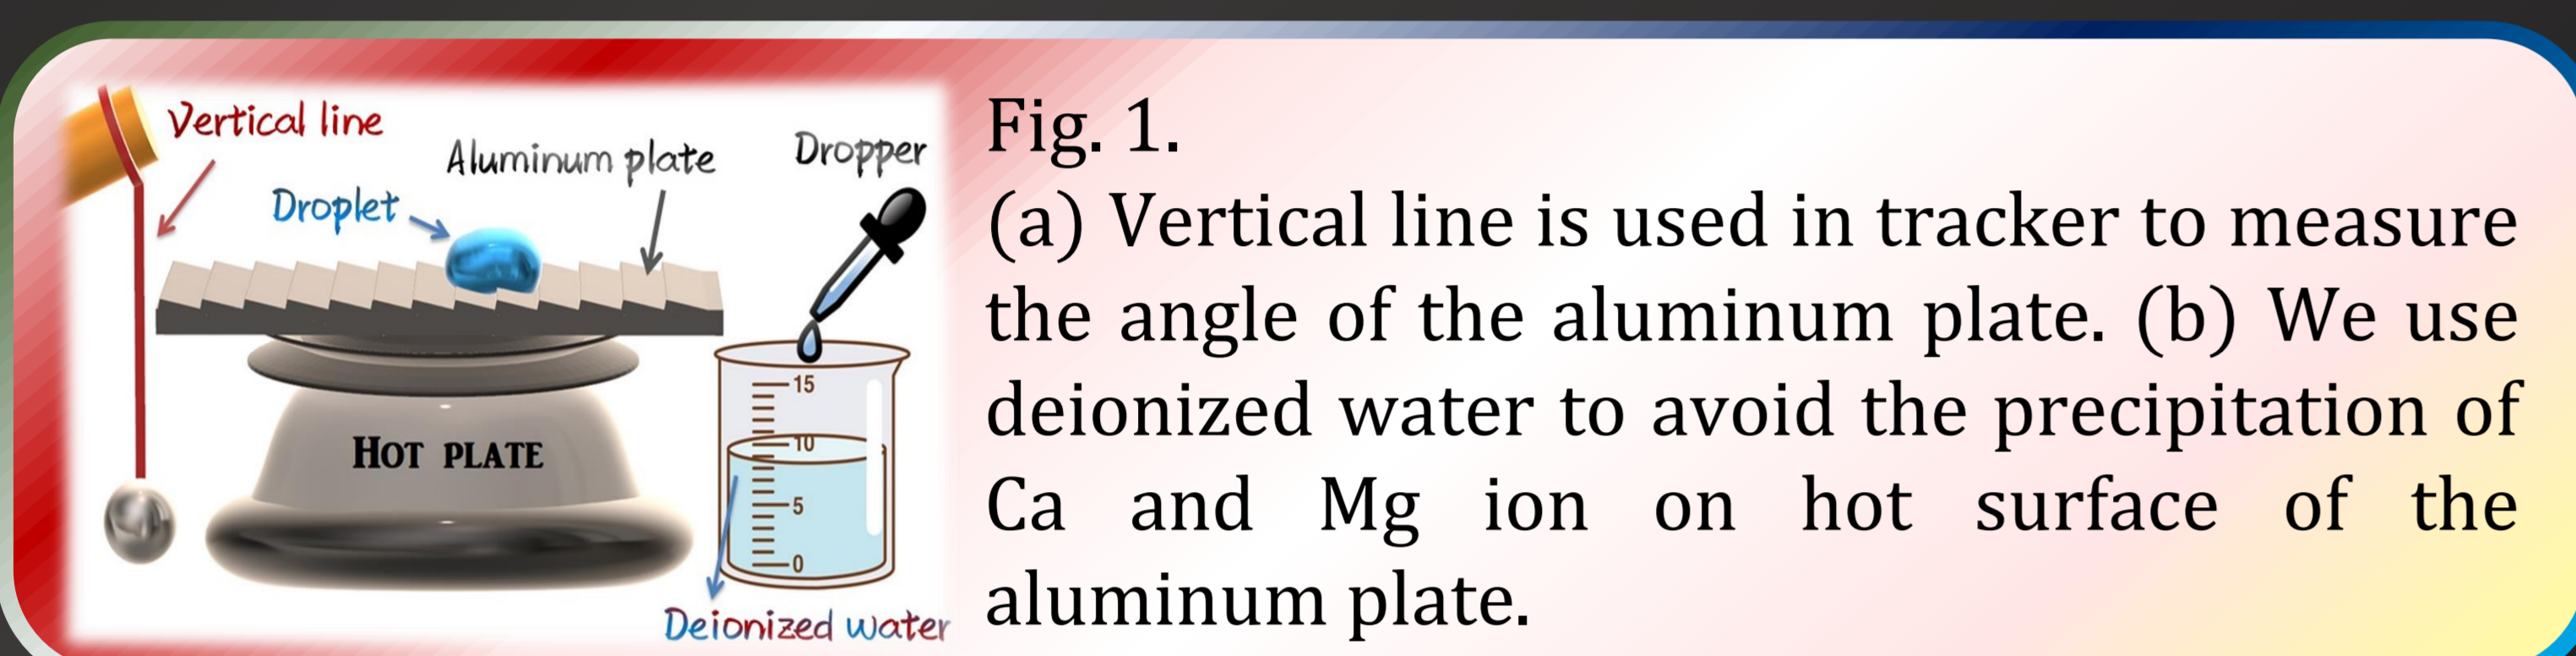 Vertical line
Aluminum plate
Dropper
Droplet
HOT PLATE
15
10
5
0
Deionized water
Fig. 1.
(a) Vertical line is used in tracker to measure
the angle of the aluminum plate. (b) We use
deionized water to avoid the precipitation of
Ca and Mg ion on hot surface of the
aluminum plate.